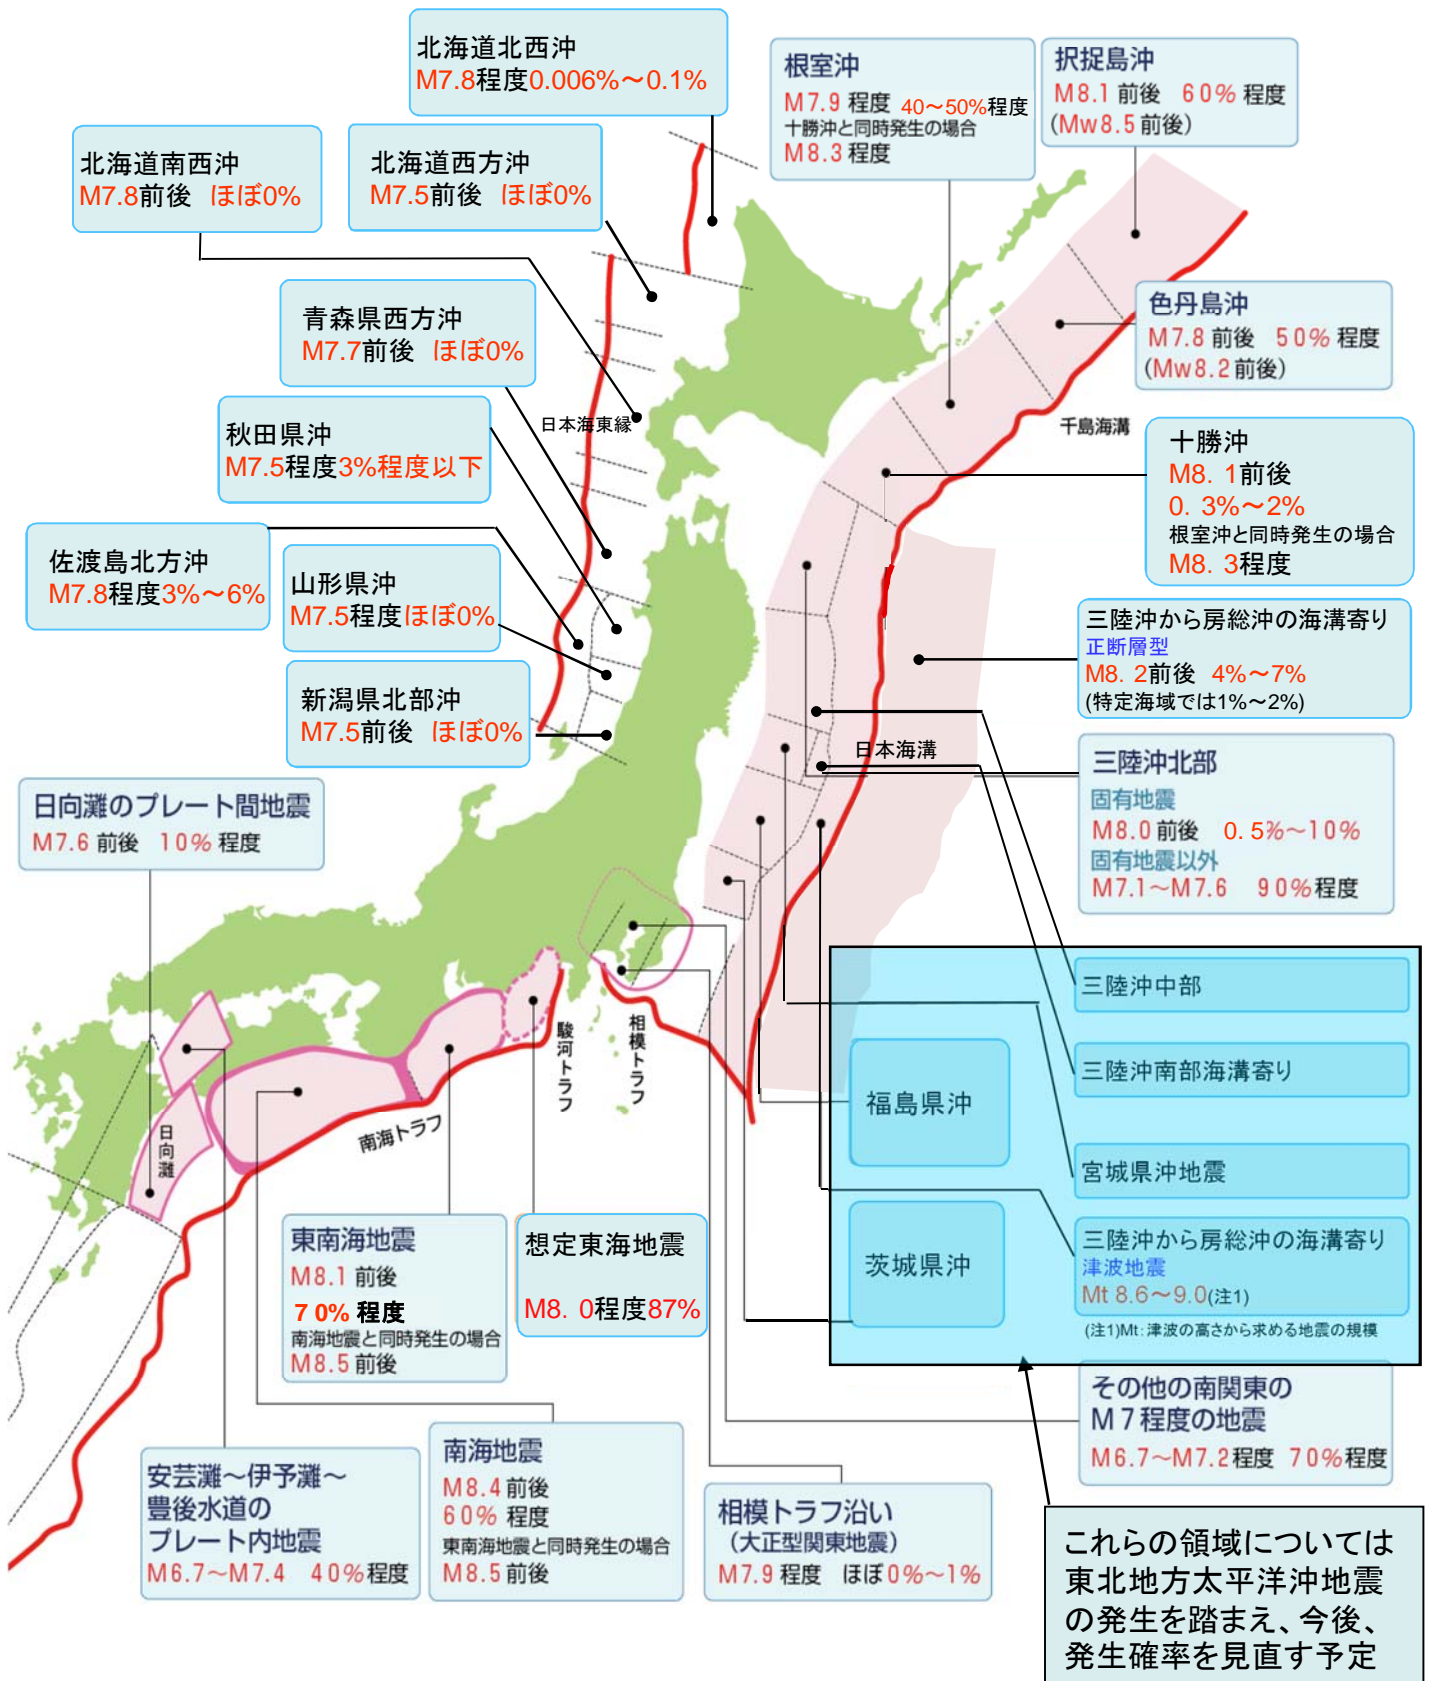 北海道北西沖
M7.8程度0.006%～0.1%
根室沖
M7.9 程度 40～50%程度
十勝沖と同時発生の場合
M8.3 程度
択捉島沖
M8.1 前後 60% 程度
(Mw8.5 前後)
北海道南西沖
M7.8前後 ほぼ0%
北海道西方沖
M7.5前後 ほぼ0%
青森県西方沖
M7.7前後 ほぼ0%
色丹島沖
M7.8 前後 50% 程度
(Mw8.2 前後)
秋田県沖
M7.5程度3%程度以下
日本海東縁
千島海溝
十勝沖
M8. 1前後
0. 3%～2%
根室沖と同時発生の場合
M8. 3程度
佐渡島北方沖
M7.8程度3%～6%
山形県沖
M7.5程度ほぼ0%
新潟県北部沖
M7.5前後 ほぼ0%
三陸沖から房総沖の海溝寄り
正断層型
M8. 2前後 4%～7%
(特定海域では1%～2%)
日本海溝
三陸沖北部
固有地震
M8.0 前後 0. 5%～10%
固有地震以外
M7.1～M7.6 90%程度
日向灘のプレート間地震
M7.6 前後 10% 程度
三陸沖中部
三陸沖南部海溝寄り
福島県沖
宮城県沖地震
茨城県沖
三陸沖から房総沖の海溝寄り
津波地震
Mt 8.6～9.0(注1)
(注1)Mt:津波の高さから求める地震の規模
駿河トラフ
相模トラフ
南海トラフ
日向灘
東南海地震
M8.1 前後
70% 程度
南海地震と同時発生の場合
M8.5 前後
想定東海地震
M8. 0程度87%
その他の南関東の
M7程度の地震
M6.7～M7.2程度 70%程度
安芸灘～伊予灘～
豊後水道の
プレート内地震
M6.7～M7.4 40%程度
南海地震
M8.4 前後
60% 程度
東南海地震と同時発生の場合
M8.5 前後
相模トラフ沿い
(大正型関東地震)
M7.9 程度 ほぼ0%～1%
これらの領域については
東北地方太平洋沖地震
の発生を踏まえ、今後、
発生確率を見直す予定